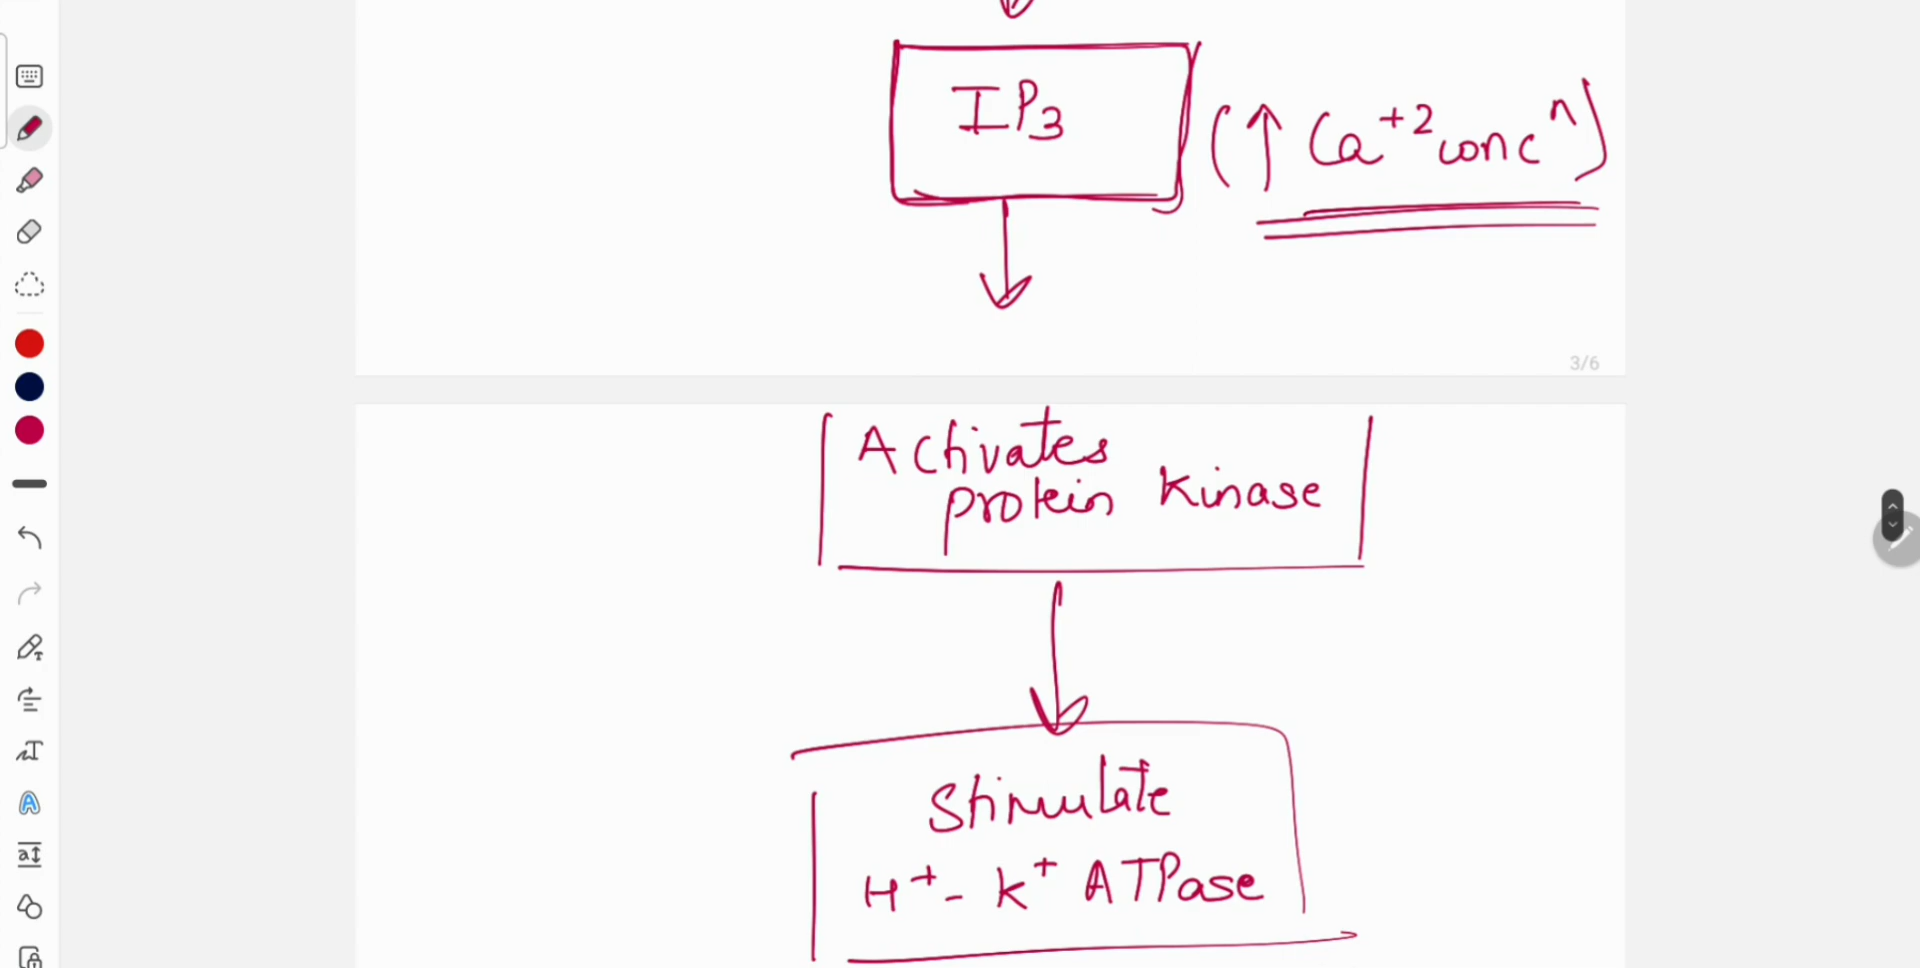 IP₃ (↑ Ca⁺² concⁿ)
3/6
Activates
protein kinase
Stimulate
H⁺- K⁺ ATPase